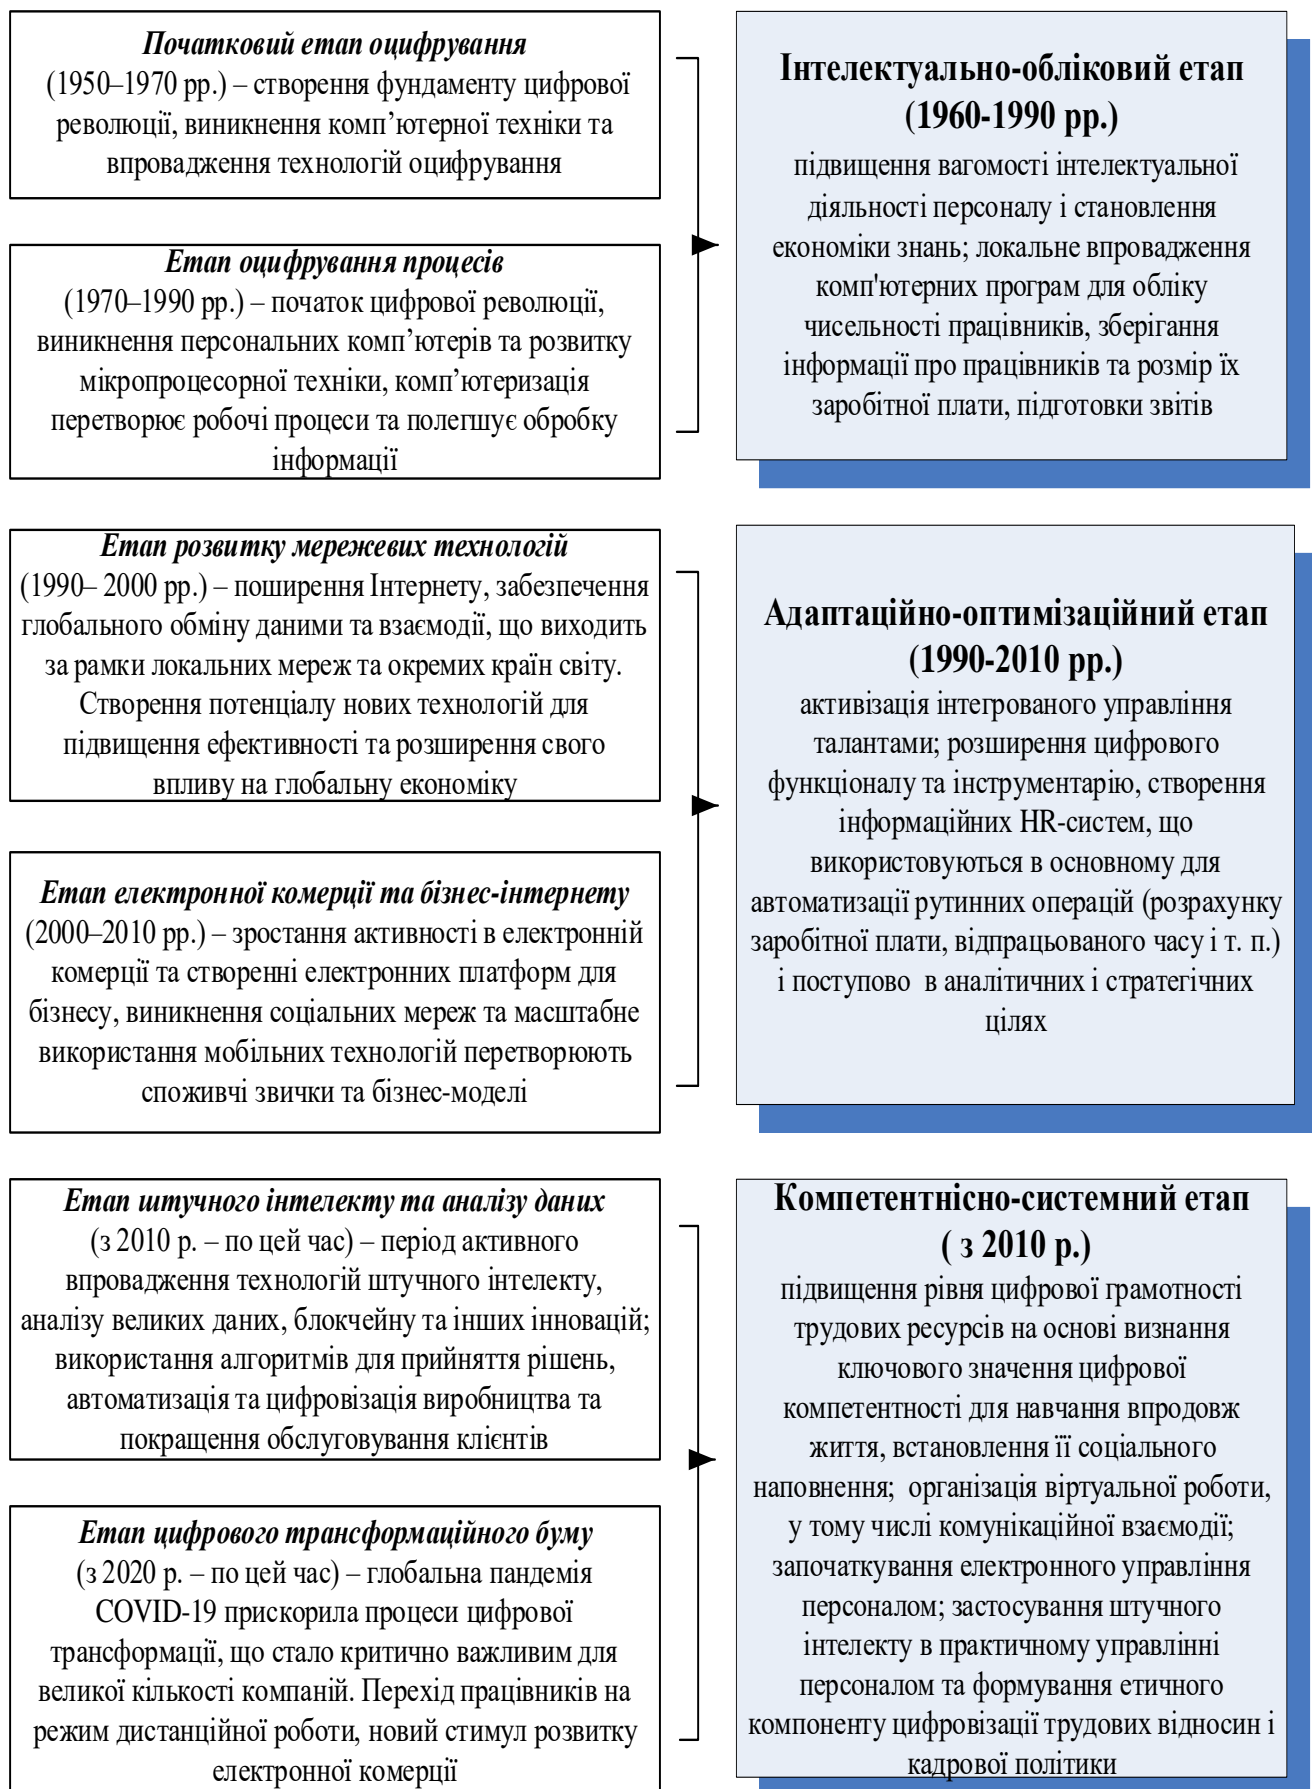 Початковий етап оцифрування
(1950–1970 рр.) – створення фундаменту цифрової
революції, виникнення комп’ютерної техніки та
впровадження технологій оцифрування
Етап оцифрування процесів
(1970–1990 рр.) – початок цифрової революції,
виникнення персональних комп’ютерів та розвитку
мікропроцесорної техніки, комп’ютеризація
перетворює робочі процеси та полегшує обробку
інформації
Інтелектуально-обліковий етап
(1960-1990 рр.)
підвищення вагомості інтелектуальної
діяльності персоналу і становлення
економіки знань; локальне впровадження
комп'ютерних програм для обліку
чисельності працівників, зберігання
інформації про працівників та розмір їх
заробітної плати, підготовки звітів
Етап розвитку мережевих технологій
(1990– 2000 рр.) – поширення Інтернету, забезпечення
глобального обміну даними та взаємодії, що виходить
за рамки локальних мереж та окремих країн світу.
Створення потенціалу нових технологій для
підвищення ефективності та розширення свого
впливу на глобальну економіку
Етап електронної комерції та бізнес-інтернету
(2000–2010 рр.) – зростання активності в електронній
комерції та створенні електронних платформ для
бізнесу, виникнення соціальних мереж та масштабне
використання мобільних технологій перетворюють
споживчі звички та бізнес-моделі
Адаптаційно-оптимізаційний етап
(1990-2010 рр.)
активізація інтегрованого управління
талантами; розширення цифрового
функціоналу та інструментарію, створення
інформаційних HR-систем, що
використовуються в основному для
автоматизації рутинних операцій (розрахунку
заробітної плати, відпрацьованого часу і т. п.)
і поступово в аналітичних і стратегічних
цілях
Етап штучного інтелекту та аналізу даних
(з 2010 р. – по цей час) – період активного
впровадження технологій штучного інтелекту,
аналізу великих даних, блокчейну та інших інновацій;
використання алгоритмів для прийняття рішень,
автоматизація та цифровізація виробництва та
покращення обслуговування клієнтів
Етап цифрового трансформаційного буму
(з 2020 р. – по цей час) – глобальна пандемія
COVID-19 прискорила процеси цифрової
трансформації, що стало критично важливим для
великої кількості компаній. Перехід працівників на
режим дистанційної роботи, новий стимул розвитку
електронної комерції
Компетентнісно-системний етап
( з 2010 р.)
підвищення рівня цифрової грамотності
трудових ресурсів на основі визнання
ключового значення цифрової
компетентності для навчання впродовж
життя, встановлення її соціального
наповнення; організація віртуальної роботи,
у тому числі комунікаційної взаємодії;
започаткування електронного управління
персоналом; застосування штучного
інтелекту в практичному управлінні
персоналом та формування етичного
компоненту цифровізації трудових відносин і
кадрової політики